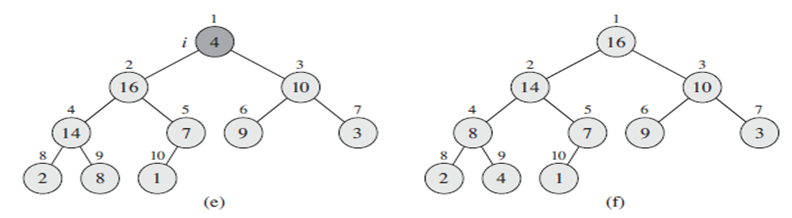 1 1
i 4 16
2 3 2 3
16 10 14 10
4 5 6 7 4 5 6 7
14 7 9 3 8 7 9 3
8 9 10 8 9 10
2 8 1 2 4 1
(e) (f)